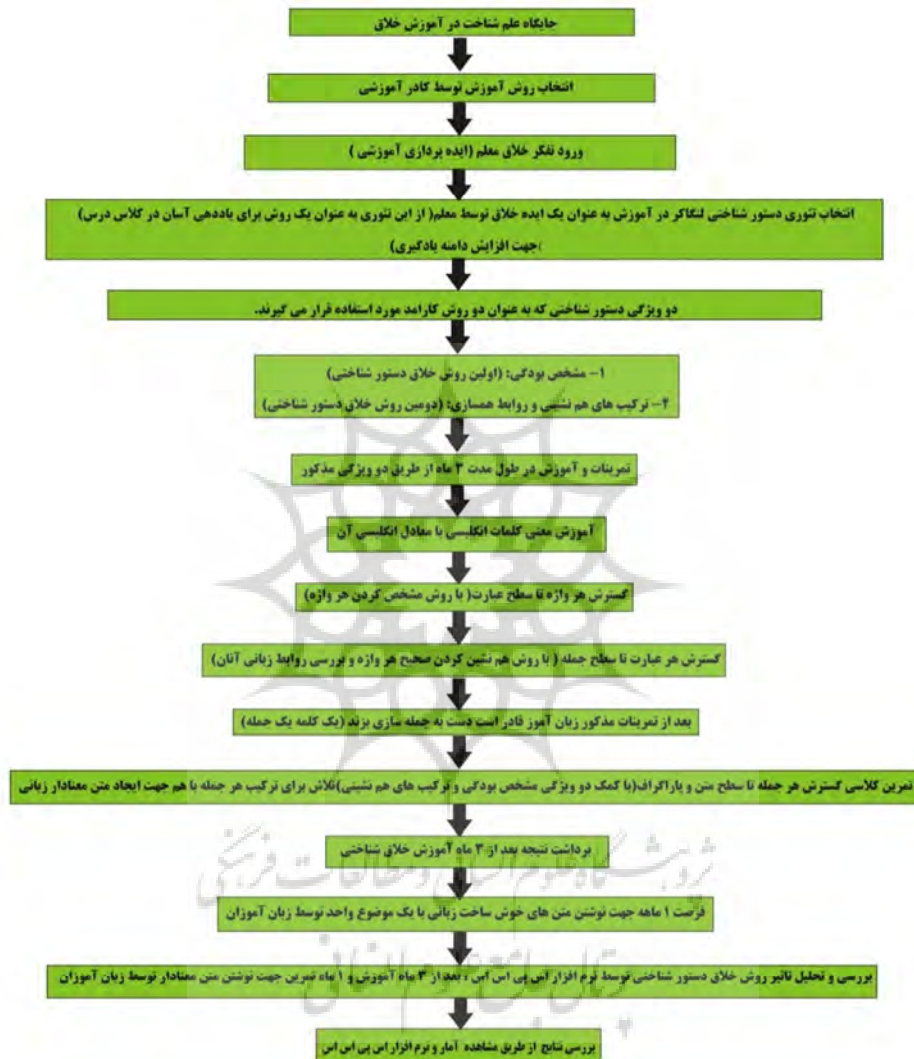 جایگاه علم شناخت در آموزش خلاق
انتخاب روش آموزش توسط کادر آموزشی
ورود تفکر خلاق معلم (ایده پردازی آموزشی )
انتخاب تئوری دستور شناختی لنگاکر در آموزش به عنوان یک ایده خلاق توسط معلم( از این تئوری به عنوان یک روش برای یاددهی آسان در کلاس درس)
)جهت افزایش دامنه یادگیری)
دو ویژگی دستور شناختی که به عنوان دو روش کارامد مورد استفاده قرار می گیرند.
۱- مشخص بودگی: (اولین روش خلاق دستور شناختی)
۲- ترکیب های هم نشینی و روابط همسازی: (دومین روش خلاق دستور شناختی)
تمرینات و آموزش در طول مدت ۳ ماه از طریق دو ویژگی مذکور
آموزش معنی کلمات انگلیسی با معادل انگلیسی آن
گسترش هر واژه تا سطح عبارت( با روش مشخص کردن هر واژه)
گسترش هر عبارت تا سطح جمله ( با روش هم نشین کردن صحیح هر واژه و بررسی روابط زبانی آنان)
بعد از تمرینات مذکور زبان آموز قادر است دست به جمله سازی بزند (یک کلمه یک جمله)
تمرین کلاسی گسترش هر جمله تا سطح متن و پاراگراف(با کمک دو ویژگی مشخص بودگی و ترکیب های هم نشینی)تلاش برای ترکیب هر جمله با هم جهت ایجاد متن معنادار زبانی
برداشت نتیجه بعد از ۳ ماه آموزش خلاق شناختی
پژوهشگاه علوم انسانی و مطالعات فرهنگی
فرصت ۱ ماهه جهت نوشتن متن های خوش ساخت زبانی با یک موضوع واحد توسط زبان آموزان
پرتال جامع علوم انسانی
بررسی و تحلیل تاثیر روش خلاق دستور شناختی توسط نرم افزار اس پی اس اس ، بعد از ۳ ماه آموزش و ۱ ماه تمرین جهت نوشتن متن معنادار توسط زبان آموزان
بررسی نتایج از طریق مشاهده آمار و نرم افزار اس پی اس اس